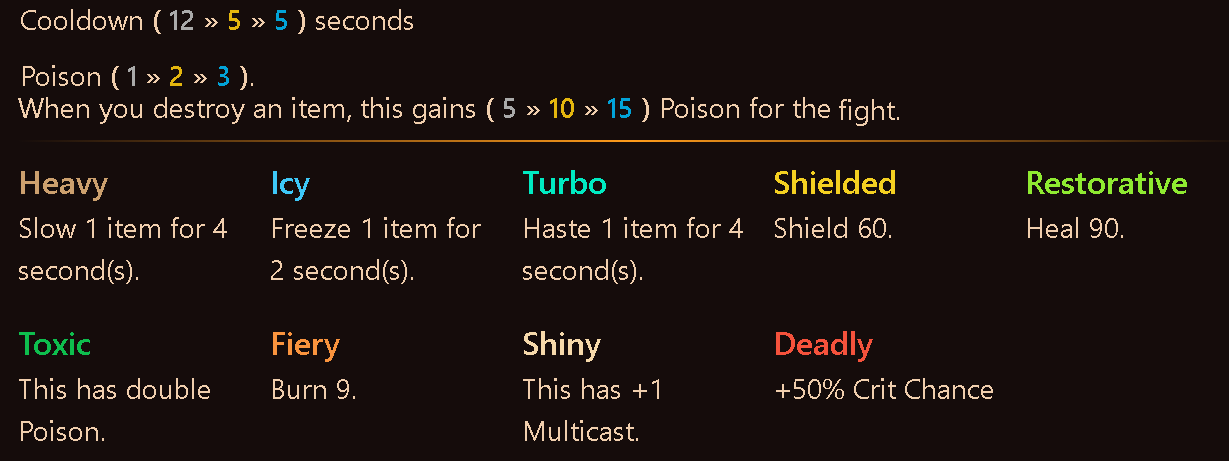 Cooldown ( 12 » 5 » 5 ) seconds
Poison ( 1 » 2 » 3 ).
When you destroy an item, this gains ( 5 » 10 » 15 ) Poison for the fight.
Heavy
Slow 1 item for 4
second(s).
Icy
Freeze 1 item for
2 second(s).
Turbo
Haste 1 item for 4
second(s).
Shielded
Shield 60.
Restorative
Heal 90.
Toxic
This has double
Poison.
Fiery
Burn 9.
Shiny
This has +1
Multicast.
Deadly
+50% Crit Chance